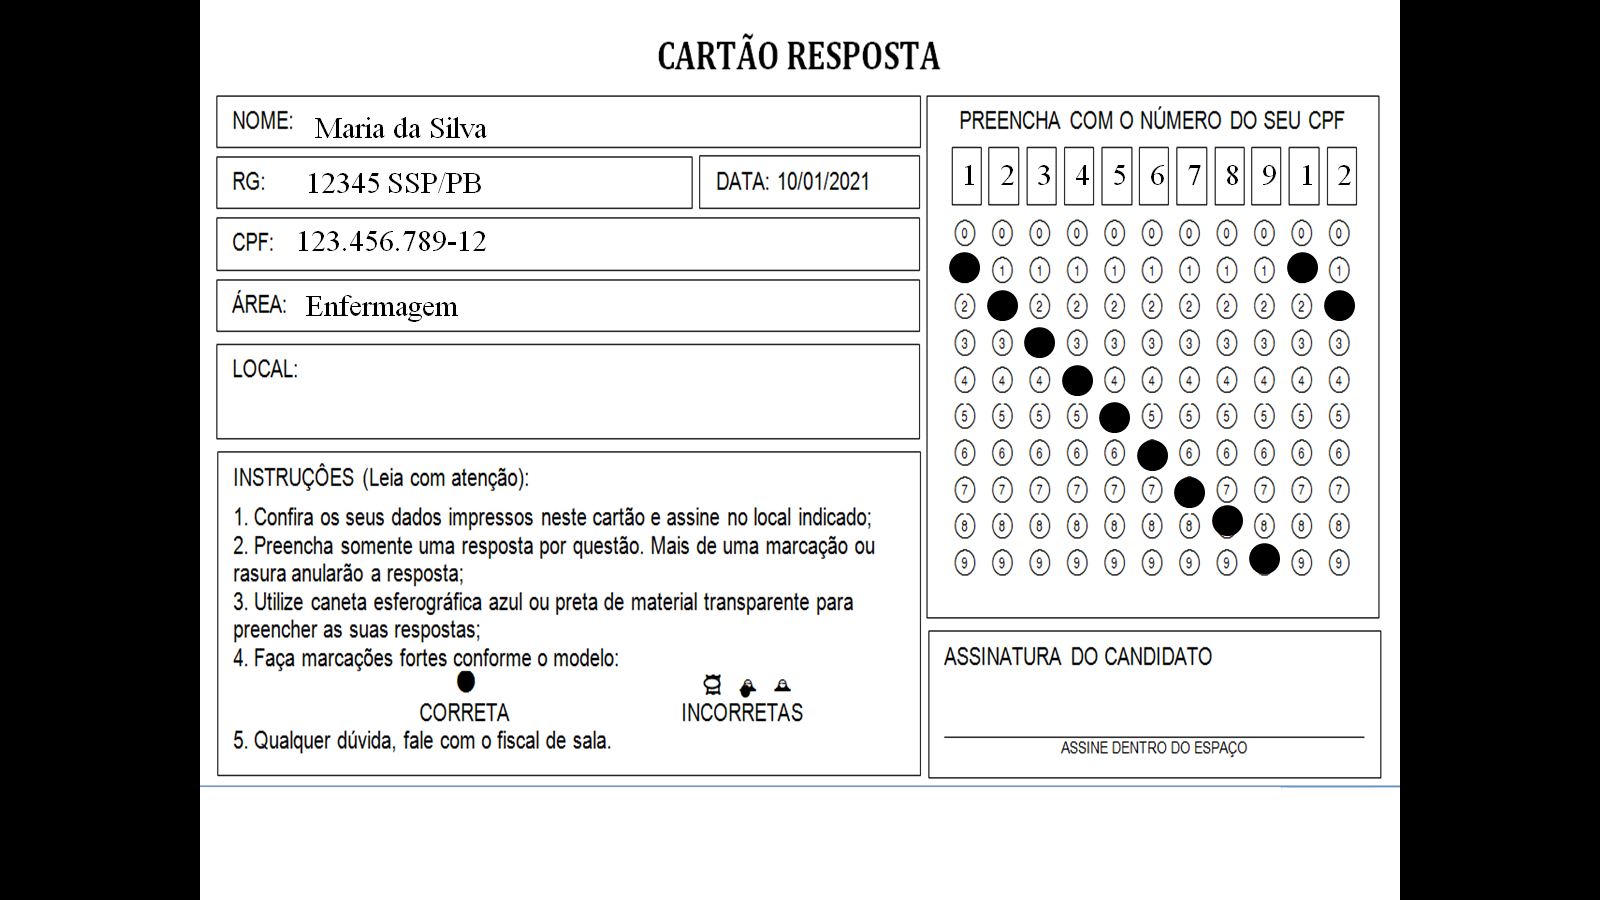 CARTÃO RESPOSTA
NOME: Maria da Silva
RG: 12345 SSP/PB
DATA: 10/01/2021
CPF: 123.456.789-12
ÁREA: Enfermagem
LOCAL:
INSTRUÇÔES (Leia com atenção):
1. Confira os seus dados impressos neste cartão e assine no local indicado;
2. Preencha somente uma resposta por questão. Mais de uma marcação ou
rasura anularão a resposta;
3. Utilize caneta esferográfica azul ou preta de material transparente para
preencher as suas respostas;
4. Faça marcações fortes conforme o modelo:
CORRETA INCORRETAS
5. Qualquer dúvida, fale com o fiscal de sala.
PREENCHA COM O NÚMERO DO SEU CPF
1 2 3 4 5 6 7 8 9 1 2
0 0 0 0 0 0 0 0 0 0 0
1 1 1 1 1 1 1 1 1
2 2 2 2 2 2 2 2 2
3 3 3 3 3 3 3 3 3 3
4 4 4 4 4 4 4 4 4 4
5 5 5 5 5 5 5 5 5 5
6 6 6 6 6 6 6 6 6 6
7 7 7 7 7 7 7 7 7 7
8 8 8 8 8 8 8 8 8 8
9 9 9 9 9 9 9 9 9 9
ASSINATURA DO CANDIDATO
ASSINE DENTRO DO ESPAÇO